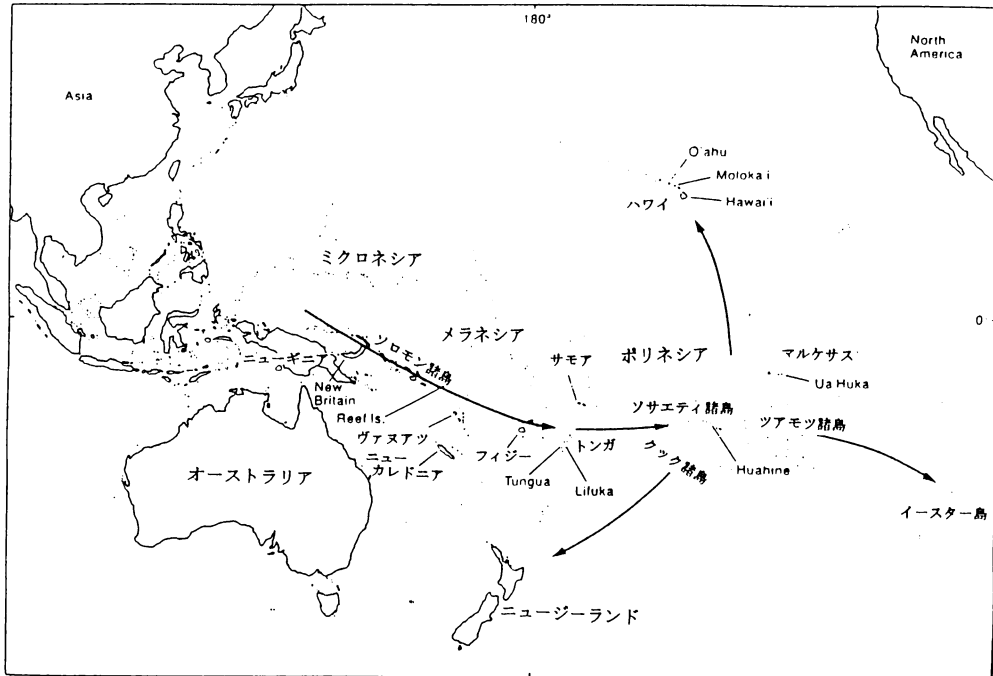 180°
North
America
Asia
O'ahu
Moloka'i
Hawai'i
ハワイ
ミクロネシア
0
メラネシア
ソロモン諸島
ニューギニア
サモア
ポリネシア
マルケサス
Ua Huka
New
Britain
Reef Is.
ヴァヌアツ
ニュー
カレドニア
フィジー
トンガ
ソサエティ諸島
ツアモツ諸島
クック諸島
Huahine
Tungua
Lifuka
オーストラリア
イースター島
ニュージーランド